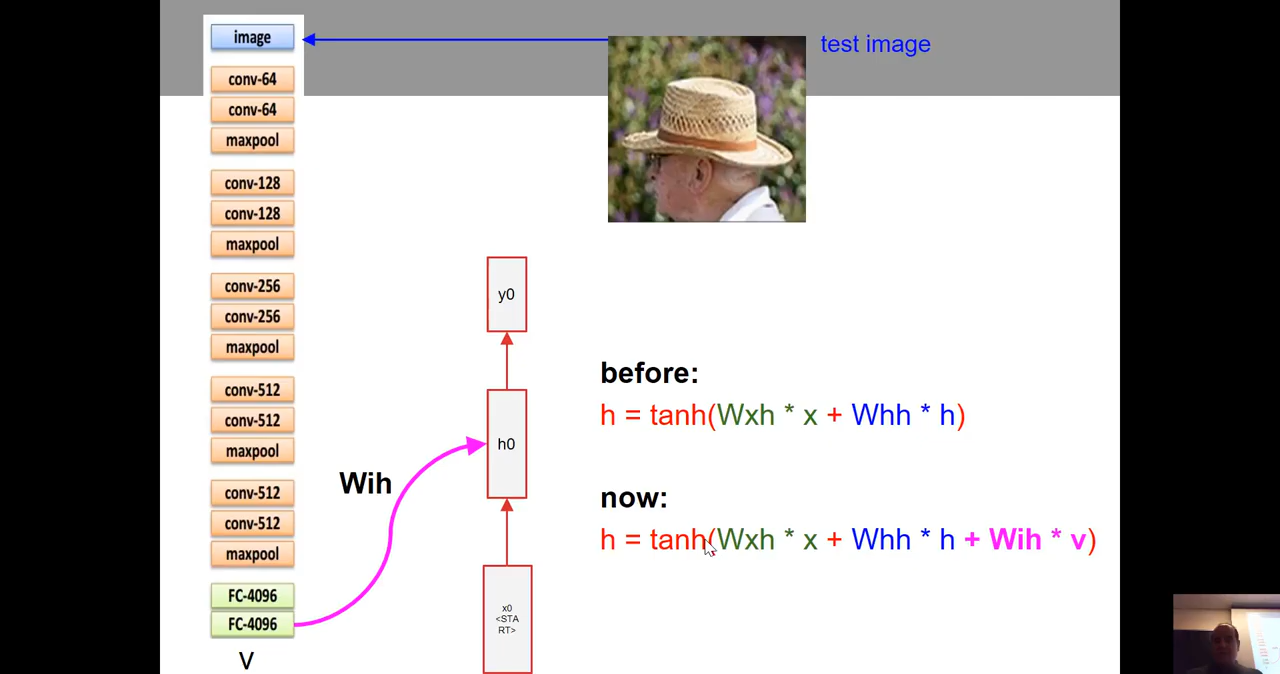 image
test image
conv-64
conv-64
maxpool
conv-128
conv-128
maxpool
conv-256
conv-256
maxpool
conv-512
conv-512
maxpool
conv-512
conv-512
maxpool
FC-4096
FC-4096
V
Wih
y0
h0
x0
<STA
RT>
before:
h = tanh(Wxh * x + Whh * h)
now:
h = tanh(Wxh * x + Whh * h + Wih * v)